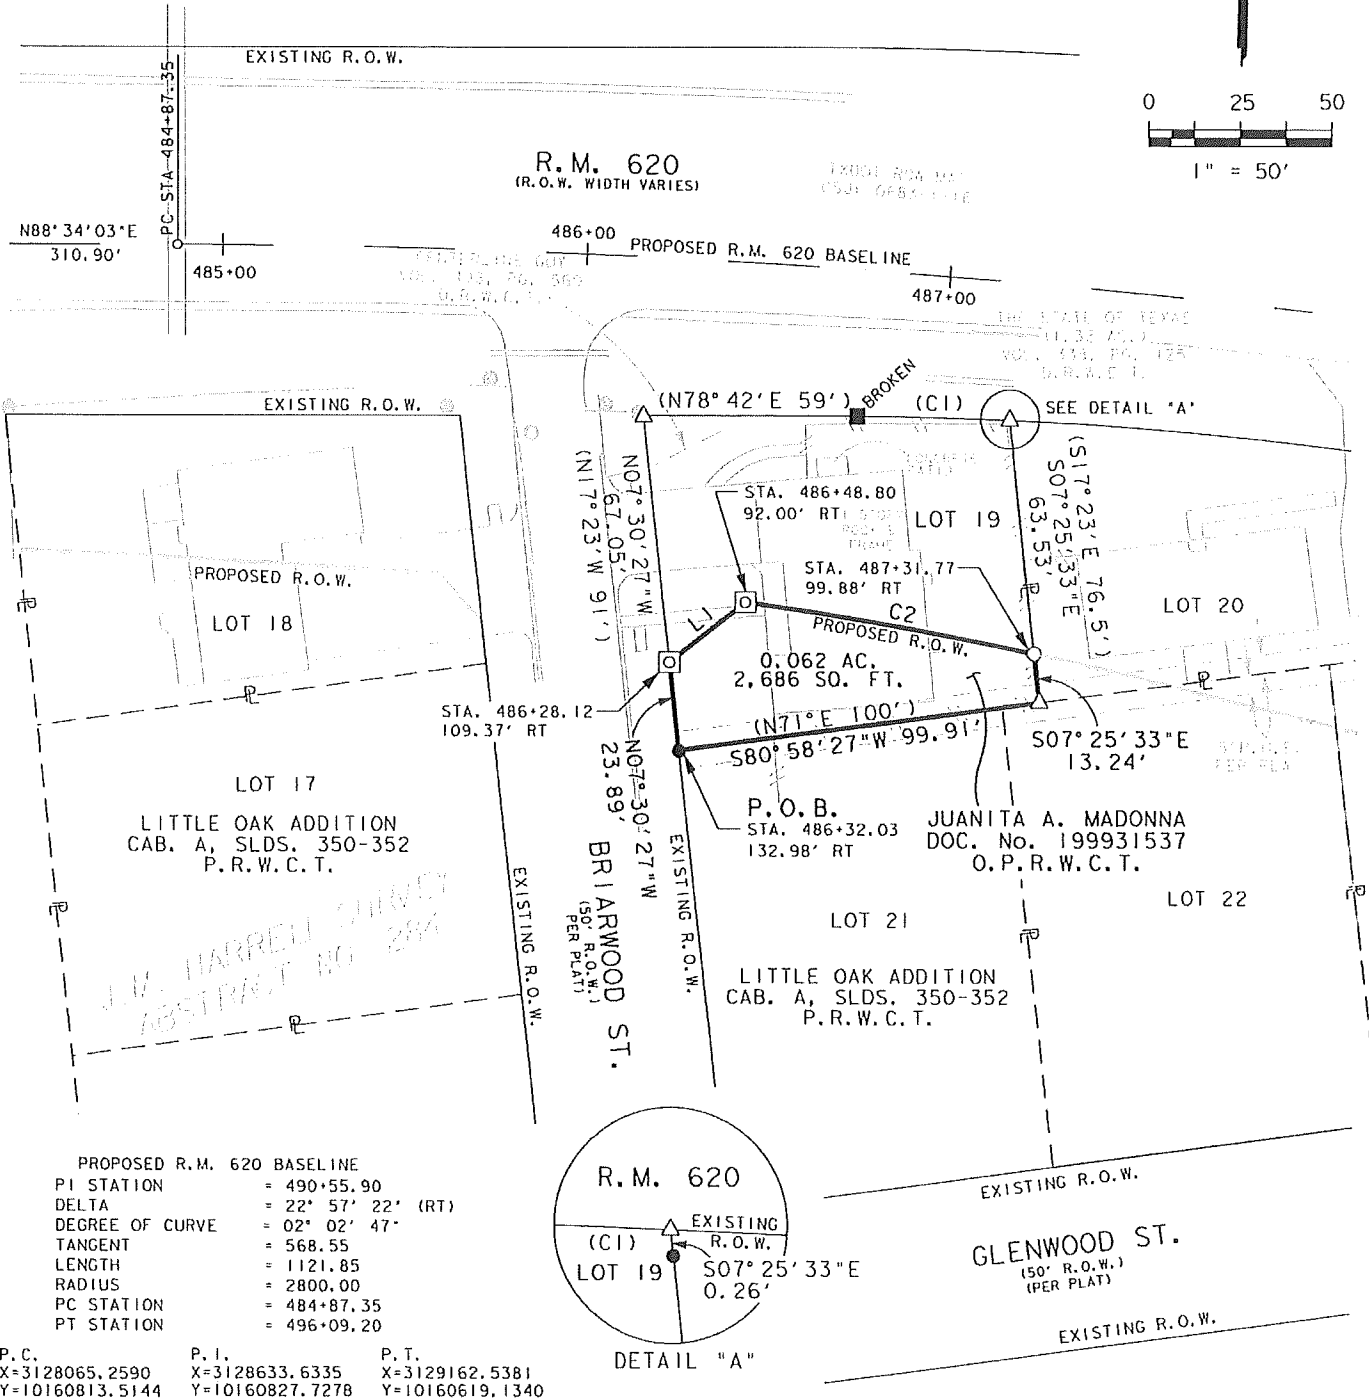 EXISTING R.O.W.
PC STA 484+87.35
0 25 50
1" = 50'
R.M. 620
(R.O.W. WIDTH VARIES)
N88°34'03"E
310.90'
485+00
486+00
PROPOSED R.M. 620 BASELINE
487+00
THE STATE OF TEXAS
EXISTING R.O.W.
(N78°42'E 59')
BROKEN
(C1)
SEE DETAIL "A"
(N17°23'W 91')
N07°30'27"W
67.05'
STA. 486+48.80
92.00' RT
LOT 19
(S17°23'E 76.5')
S07°25'33"E
63.53'
STA. 487+31.77
99.88' RT
PROPOSED R.O.W.
LOT 18
LOT 20
L1
C2
PROPOSED R.O.W.
0.062 AC.
2,686 SQ. FT.
STA. 486+28.12
109.37' RT
(N71°E 100')
S80°58'27"W 99.91'
S07°25'33"E
13.24'
N07°30'27"W
23.89'
P.O.B.
STA. 486+32.03
132.98' RT
LOT 17
LITTLE OAK ADDITION
CAB. A, SLDS. 350-352
P.R.W.C.T.
JUANITA A. MADONNA
DOC. No. 199931537
O.P.R.W.C.T.
J.M. HARRELL SURVEY
ABSTRACT NO. 284
EXISTING R.O.W.
BRIARWOOD ST.
(50' R.O.W.)
PER PLAT)
EXISTING R.O.W.
LOT 21
LOT 22
LITTLE OAK ADDITION
CAB. A, SLDS. 350-352
P.R.W.C.T.
PROPOSED R.M. 620 BASELINE
PI STATION = 490+55.90
DELTA = 22° 57' 22" (RT)
DEGREE OF CURVE = 02° 02' 47"
TANGENT = 568.55
LENGTH = 1121.85
RADIUS = 2800.00
PC STATION = 484+87.35
PT STATION = 496+09.20
P.C. P.I. P.T.
X=3128065.2590 X=3128633.6335 X=3129162.5381
Y=10160813.5144 Y=10160827.7278 Y=10160619.1340
R.M. 620
EXISTING
R.O.W.
(C1)
LOT 19
S07°25'33"E
0.26'
DETAIL "A"
EXISTING R.O.W.
GLENWOOD ST.
(50' R.O.W.)
(PER PLAT)
EXISTING R.O.W.